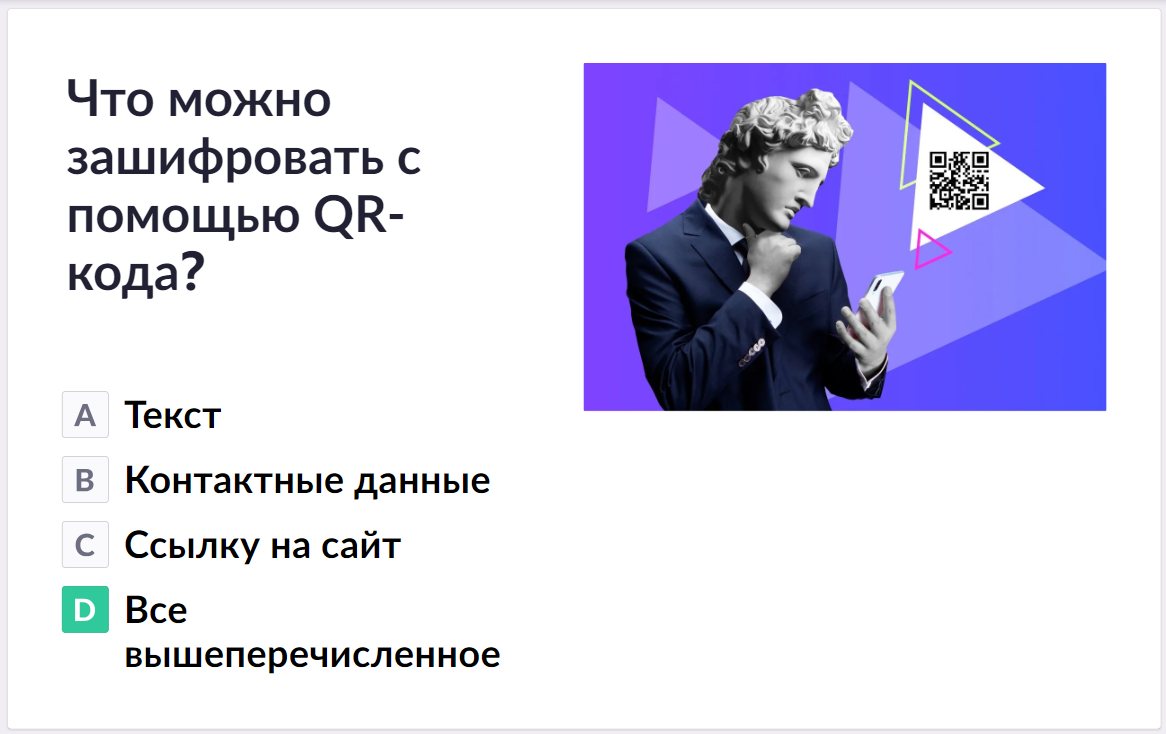 Что можно
зашифровать с
помощью QR-
кода?
A Текст
B Контактные данные
C Ссылку на сайт
D Все
вышеперечисленное